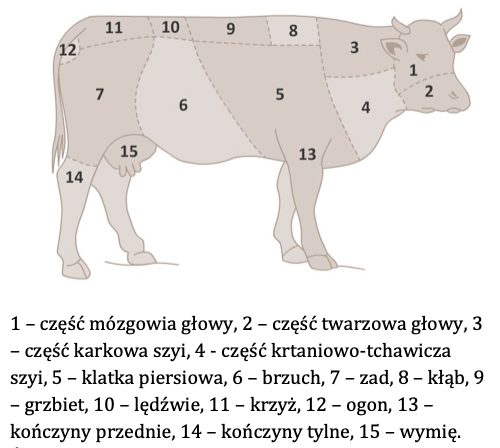 11 10 9 8
12 3
1
7 6 5 2
4
15 13
14
1 – część mózgowia głowy, 2 – część twarzowa głowy, 3
– część karkowa szyi, 4 - część krtaniowo-tchawicza
szyi, 5 – klatka piersiowa, 6 – brzuch, 7 – zad, 8 – kłąb, 9
– grzbiet, 10 – lędźwie, 11 – krzyż, 12 – ogon, 13 –
kończyny przednie, 14 – kończyny tylne, 15 – wymię.